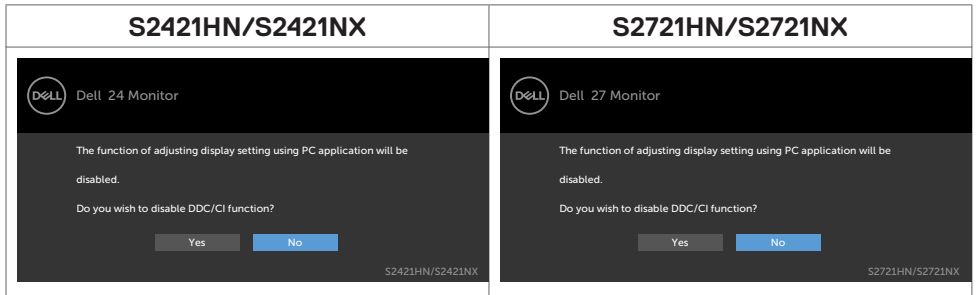 S2421HN/S2421NX
S2721HN/S2721NX
DELL
Dell 24 Monitor
The function of adjusting display setting using PC application will be
disabled.
Do you wish to disable DDC/CI function?
Yes
No
S2421HN/S2421NX
DELL
Dell 27 Monitor
The function of adjusting display setting using PC application will be
disabled.
Do you wish to disable DDC/CI function?
Yes
No
S2721HN/S2721NX